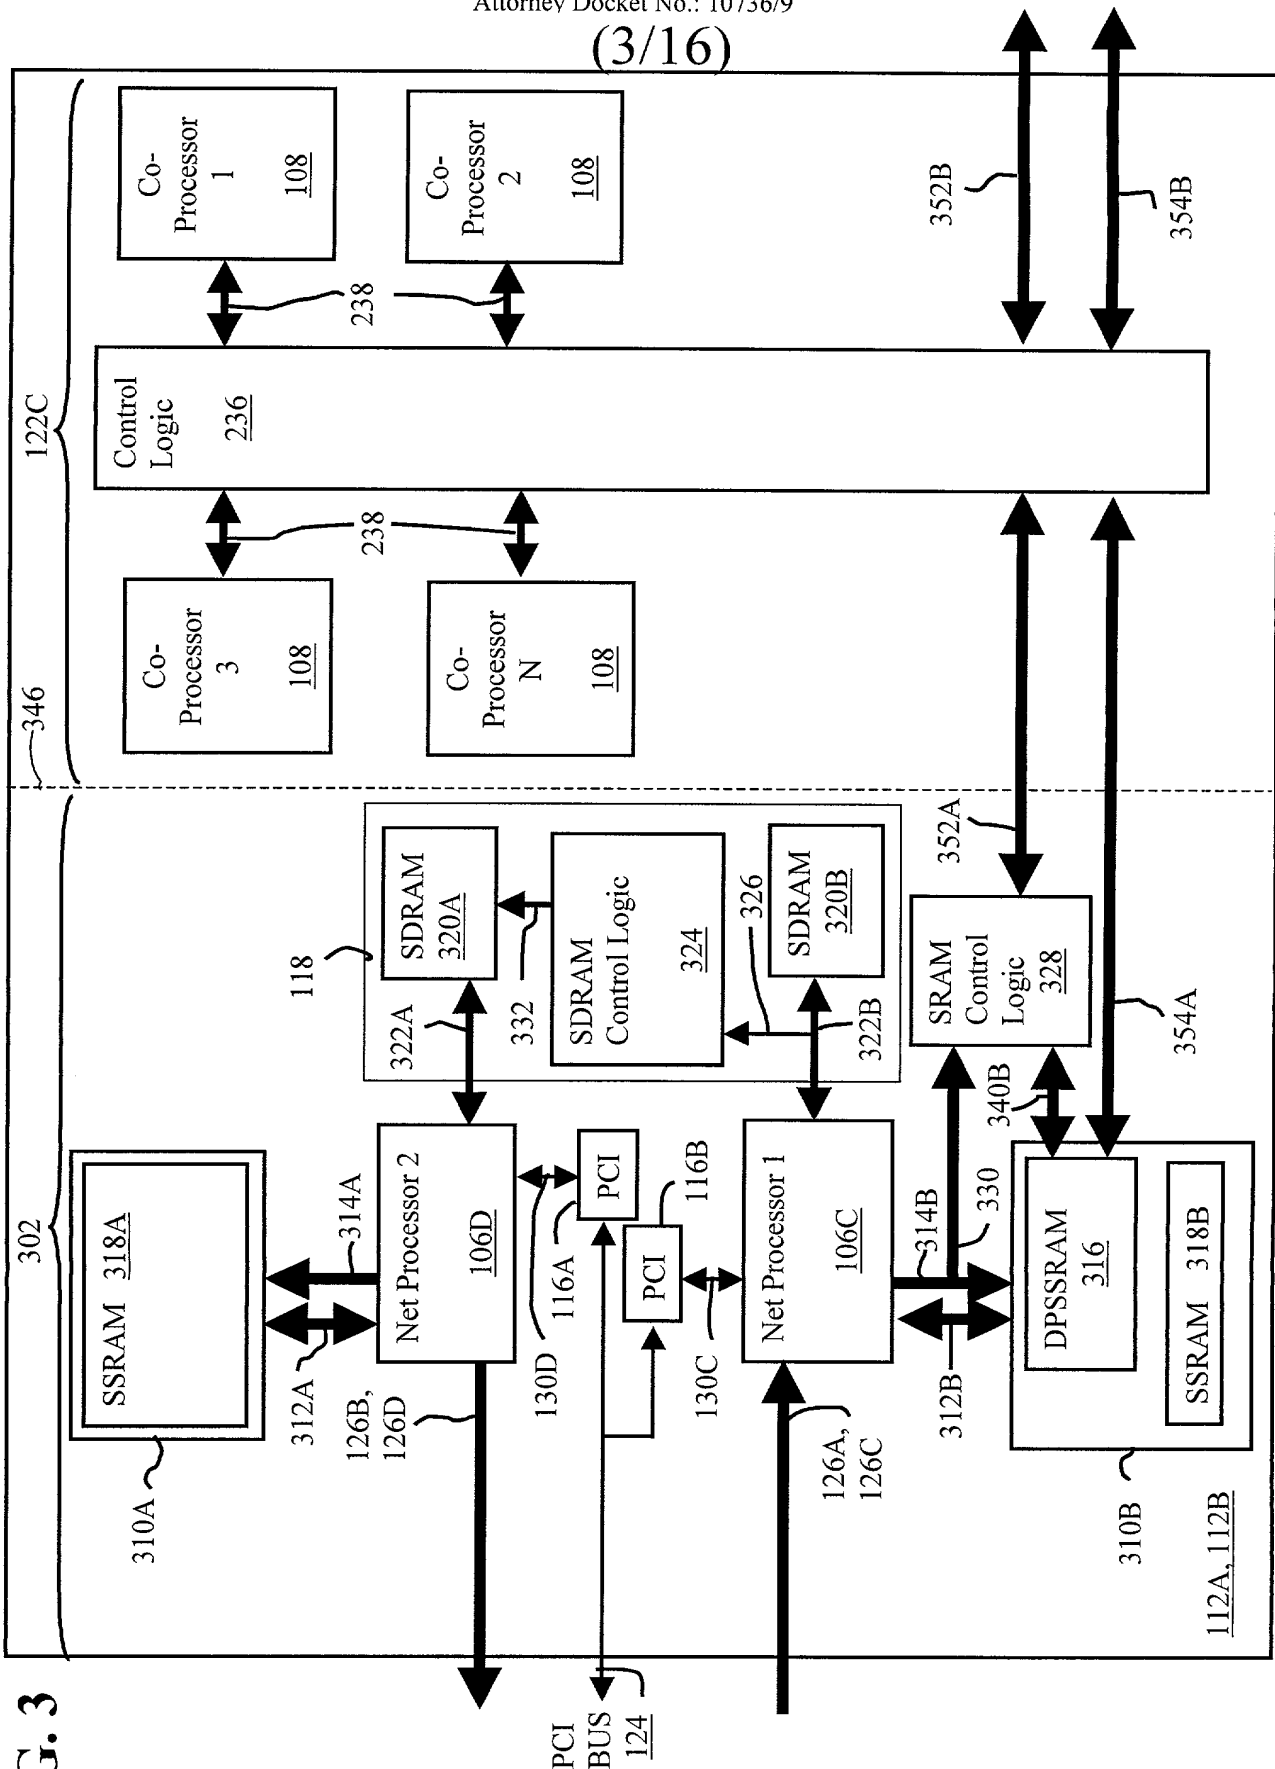 Attorney Docket No.: 10736/9
(3/16)
G. 3
302
346
122C
310A
SSRAM 318A
312A
314A
126B,
126D
Net Processor 2
106D
322A
118
SDRAM
320A
332
SDRAM
Control Logic
324
326
SDRAM
320B
322B
130D
116A
PCI
116B
PCI
130C
PCI
BUS
124
Net Processor 1
106C
126A,
126C
312B
314B
330
340B
SRAM
Control
Logic
328
352A
354A
310B
DPSSRAM
316
SSRAM 318B
112A, 112B
Co-
Processor
3
108
Co-
Processor
N
108
238
Control
Logic
236
238
Co-
Processor
1
108
Co-
Processor
2
108
352B
354B